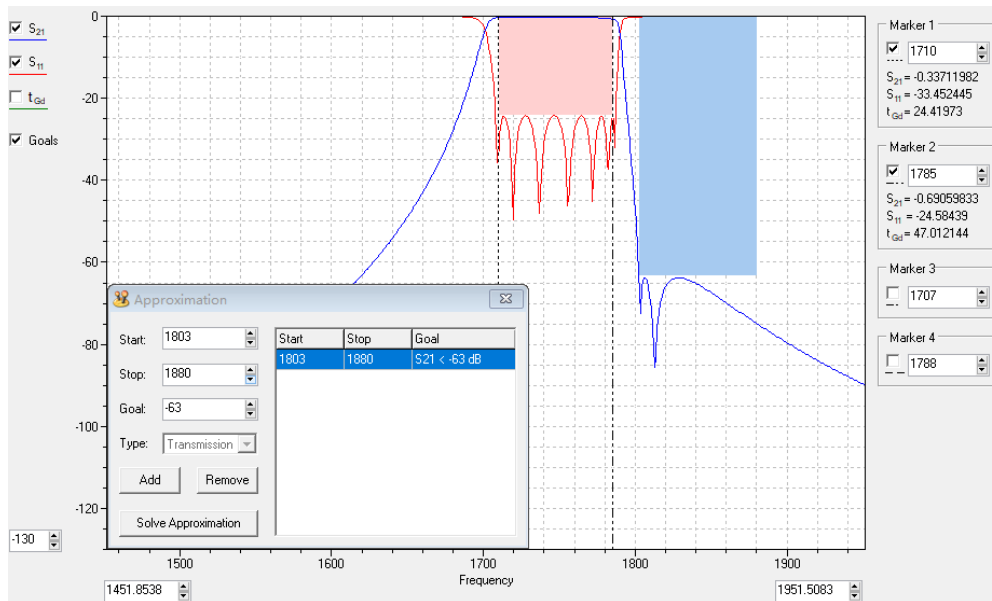 S21
S11
tGd
Goals
0
-20
-40
-60
-80
-100
-120
-130
1500
1600
1700
1800
1900
Frequency
1451.8538
1951.5083
Approximation
Start: 1803
Stop: 1880
Goal: -63
Type: Transmission
Add
Remove
Solve Approximation
Start Stop Goal
1803 1880 S21 < -63 dB
Marker 1
1710
S21 = -0.33711982
S11 = -33.452445
tGd = 24.41973
Marker 2
1785
S21 = -0.69059833
S11 = -24.58439
tGd = 47.012144
Marker 3
1707
Marker 4
1788